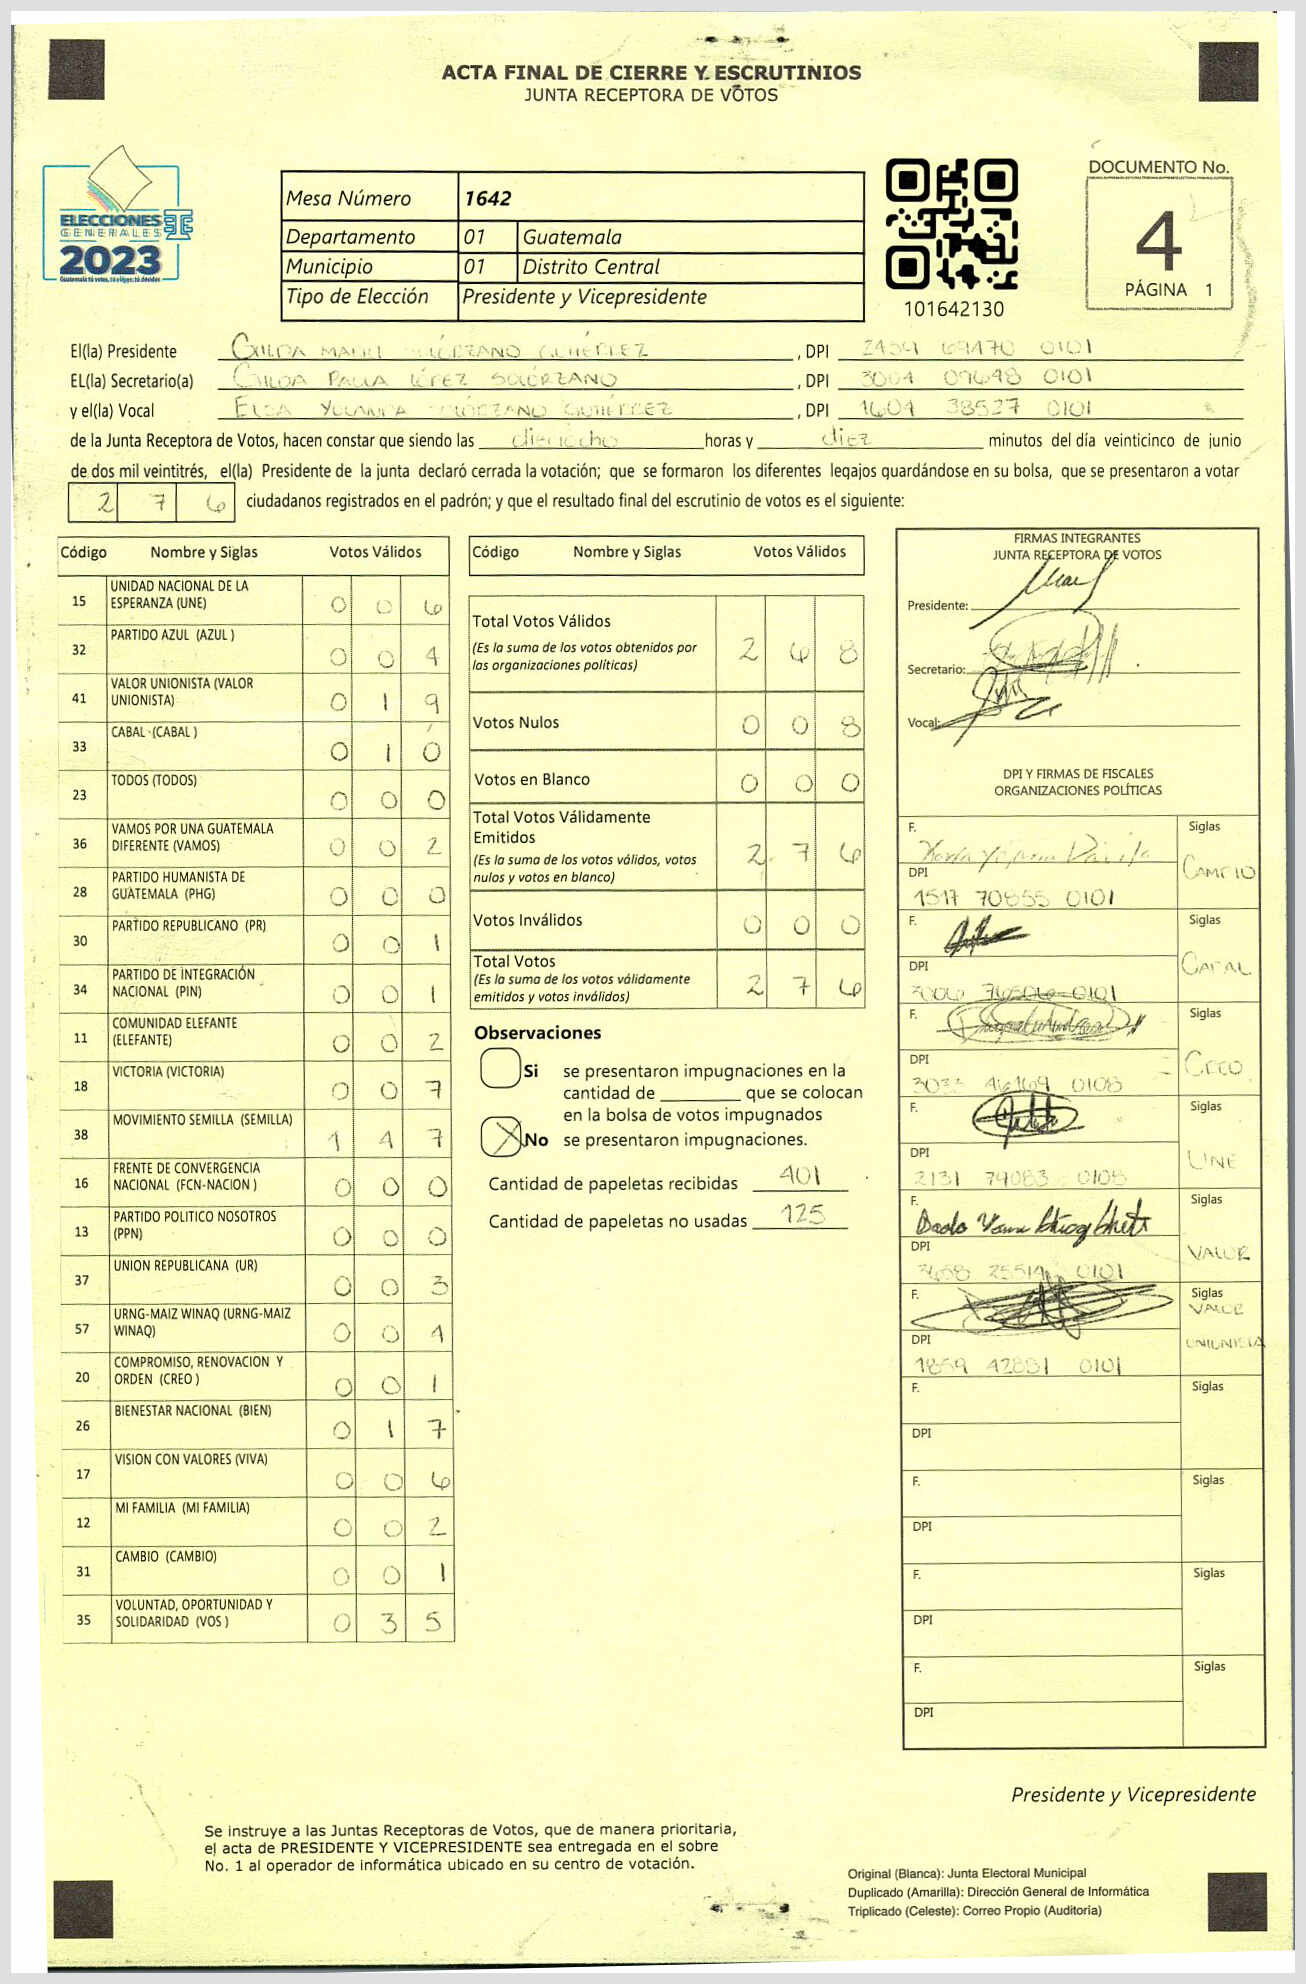 ACTA FINAL DE CIERRE Y ESCRUTINIOS
JUNTA RECEPTORA DE VOTOS
ELECCIONES
GENERALES
2023
Guatemala tú votas, tú eliges, tú decides
Mesa Número 1642
Departamento 01 Guatemala
Municipio 01 Distrito Central
Tipo de Elección Presidente y Vicepresidente
101642130
DOCUMENTO No.
4
PÁGINA 1
El(la) Presidente GILDA SOLÓRZANO GUTIÉRREZ , DPI 0101
EL(la) Secretario(a) GILDA PAOLA LÓPEZ SOLÓRZANO , DPI 0101
y el(la) Vocal ELSA YOLANDA SOLÓRZANO GUTIÉRREZ , DPI 1604 38527 0101
de la Junta Receptora de Votos, hacen constar que siendo las dieciocho horas y diez minutos del día veinticinco de junio
de dos mil veintitrés, el(la) Presidente de la junta declaró cerrada la votación; que se formaron los diferentes legajos guardándose en su bolsa, que se presentaron a votar
2 7 6 ciudadanos registrados en el padrón; y que el resultado final del escrutinio de votos es el siguiente:
Código Nombre y Siglas Votos Válidos
15 UNIDAD NACIONAL DE LA ESPERANZA (UNE) 0 0 6
32 PARTIDO AZUL (AZUL ) 0 0 4
41 VALOR UNIONISTA (VALOR UNIONISTA) 0 1 9
33 CABAL (CABAL ) 0 1 0
23 TODOS (TODOS) 0 0 0
36 VAMOS POR UNA GUATEMALA DIFERENTE (VAMOS) 0 0 2
28 PARTIDO HUMANISTA DE GUATEMALA (PHG) 0 0 0
30 PARTIDO REPUBLICANO (PR) 0 0 1
34 PARTIDO DE INTEGRACIÓN NACIONAL (PIN) 0 0 1
11 COMUNIDAD ELEFANTE (ELEFANTE) 0 0 2
18 VICTORIA (VICTORIA) 0 0 7
38 MOVIMIENTO SEMILLA (SEMILLA) 1 4 7
16 FRENTE DE CONVERGENCIA NACIONAL (FCN-NACION ) 0 0 0
13 PARTIDO POLITICO NOSOTROS (PPN) 0 0 0
37 UNION REPUBLICANA (UR) 0 0 3
57 URNG-MAIZ WINAQ (URNG-MAIZ WINAQ) 0 0 4
20 COMPROMISO, RENOVACION Y ORDEN (CREO ) 0 0 1
26 BIENESTAR NACIONAL (BIEN) 0 1 7
17 VISION CON VALORES (VIVA) 0 0 6
12 MI FAMILIA (MI FAMILIA) 0 0 2
31 CAMBIO (CAMBIO) 0 0 1
35 VOLUNTAD, OPORTUNIDAD Y SOLIDARIDAD (VOS ) 0 3 5
Código Nombre y Siglas Votos Válidos
Total Votos Válidos 2 6 8
(Es la suma de los votos obtenidos por
las organizaciones políticas)
Votos Nulos 0 0 8
Votos en Blanco 0 0 0
Total Votos Válidamente
Emitidos 2 7 6
(Es la suma de los votos válidos, votos
nulos y votos en blanco)
Votos Inválidos 0 0 0
Total Votos 2 7 6
(Es la suma de los votos válidamente
emitidos y votos inválidos)
Observaciones
Si se presentaron impugnaciones en la
cantidad de ________ que se colocan
en la bolsa de votos impugnados
No se presentaron impugnaciones.
Cantidad de papeletas recibidas 401
Cantidad de papeletas no usadas 125
FIRMAS INTEGRANTES
JUNTA RECEPTORA DE VOTOS
Presidente:
Secretario:
Vocal:
DPI Y FIRMAS DE FISCALES
ORGANIZACIONES POLÍTICAS
F. Siglas
CAMBIO
DPI
1517 70855 0101
F. Siglas
CABAL
DPI
0101
F. Siglas
CREO
DPI
3033 46169 0108
F. Siglas
UNE
DPI
2131 79083 0108
F. Siglas
VALOR
DPI
0101
F. Siglas
VALOR
UNIONISTA
DPI
1859 42831 0101
F. Siglas
DPI
F. Siglas
DPI
F. Siglas
DPI
F. Siglas
DPI
Presidente y Vicepresidente
Se instruye a las Juntas Receptoras de Votos, que de manera prioritaria,
el acta de PRESIDENTE Y VICEPRESIDENTE sea entregada en el sobre
No. 1 al operador de informática ubicado en su centro de votación.
Original (Blanca): Junta Electoral Municipal
Duplicado (Amarilla): Dirección General de Informática
Triplicado (Celeste): Correo Propio (Auditoria)